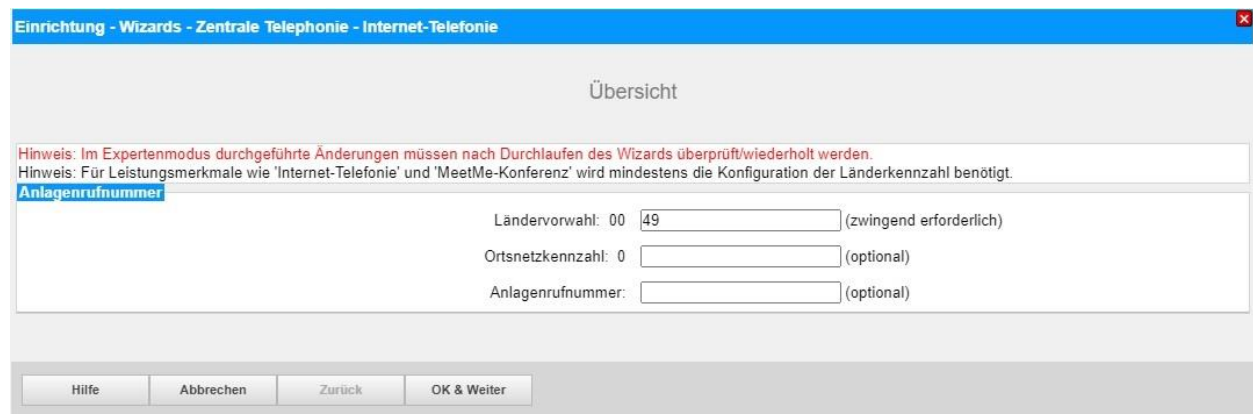 Einrichtung - Wizards - Zentrale Telephonie - Internet-Telefonie
Übersicht
Hinweis: Im Expertenmodus durchgeführte Änderungen müssen nach Durchlaufen des Wizards überprüft/wiederholt werden.
Hinweis: Für Leistungsmerkmale wie 'Internet-Telefonie' und 'MeetMe-Konferenz' wird mindestens die Konfiguration der Länderkennzahl benötigt.
Anlagenrufnummer
Ländervorwahl: 00 49 (zwingend erforderlich)
Ortsnetzkennzahl: 0 (optional)
Anlagenrufnummer: (optional)
Hilfe Abbrechen Zurück OK & Weiter